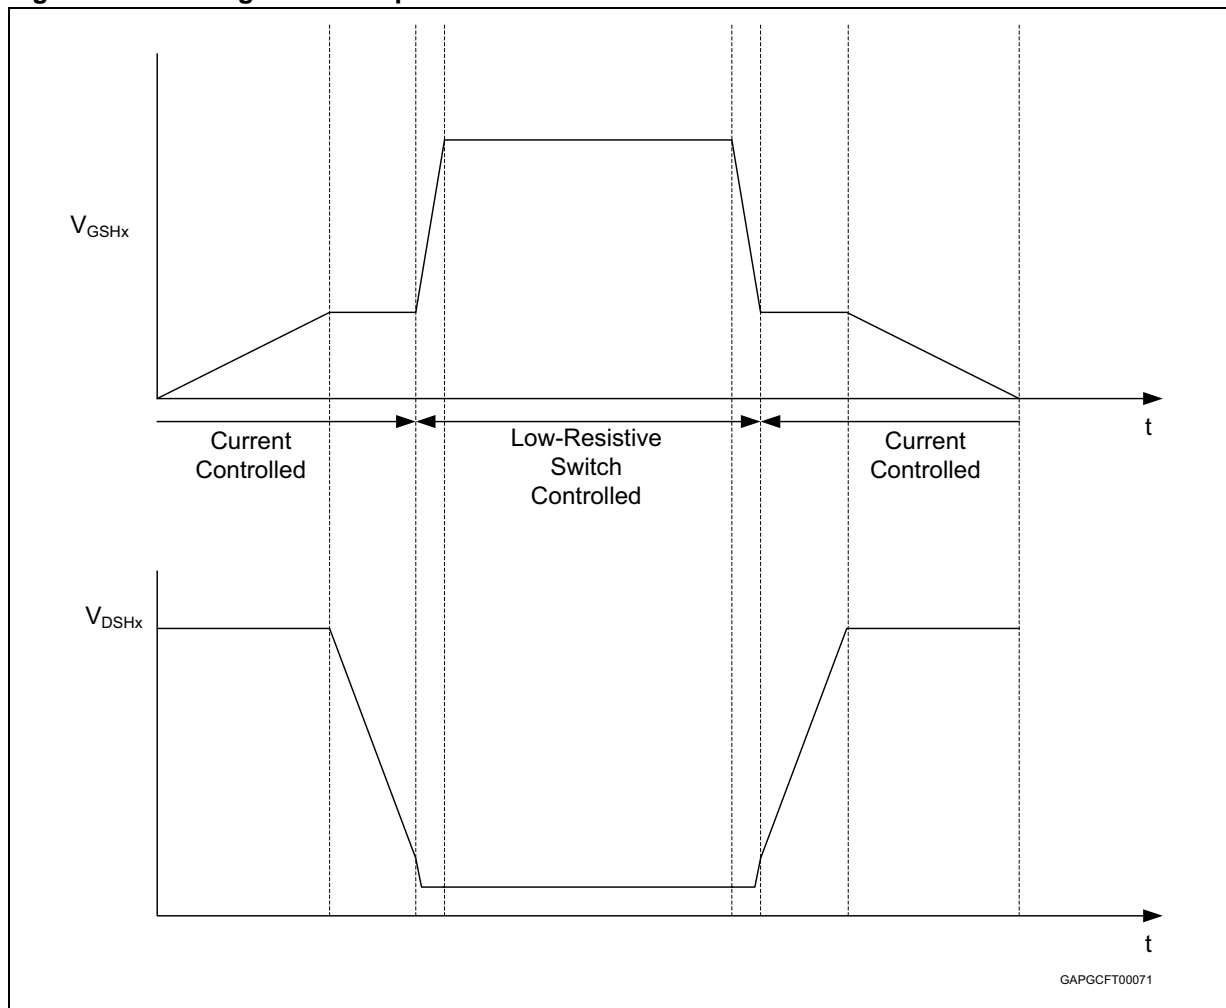 V_GSHx
t
Current
Controlled
Low-Resistive
Switch
Controlled
Current
Controlled
V_DSHx
t
GAPGCFT00071